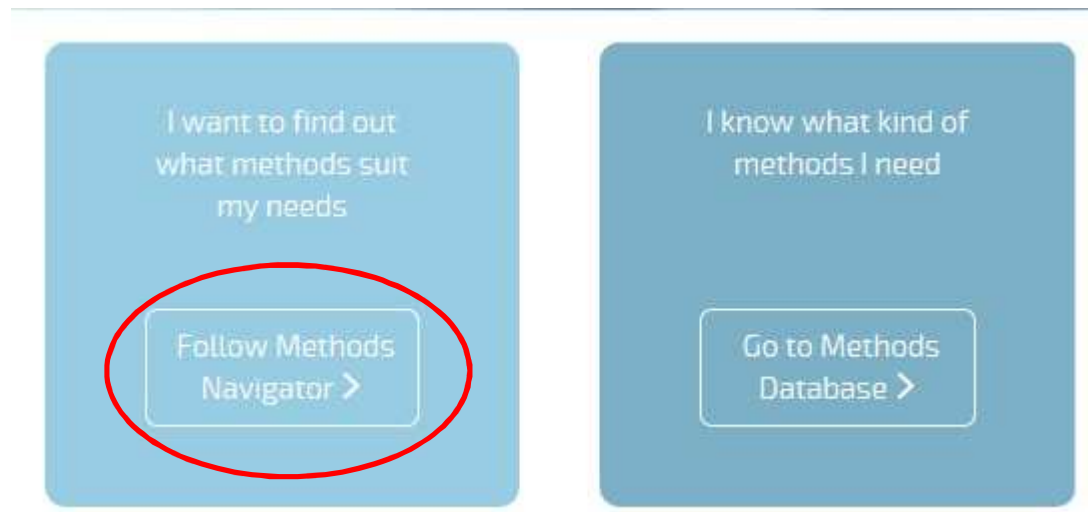 I want to find out
what methods suit
my needs
Follow Methods
Navigator >
I know what kind of
methods I need
Go to Methods
Database >